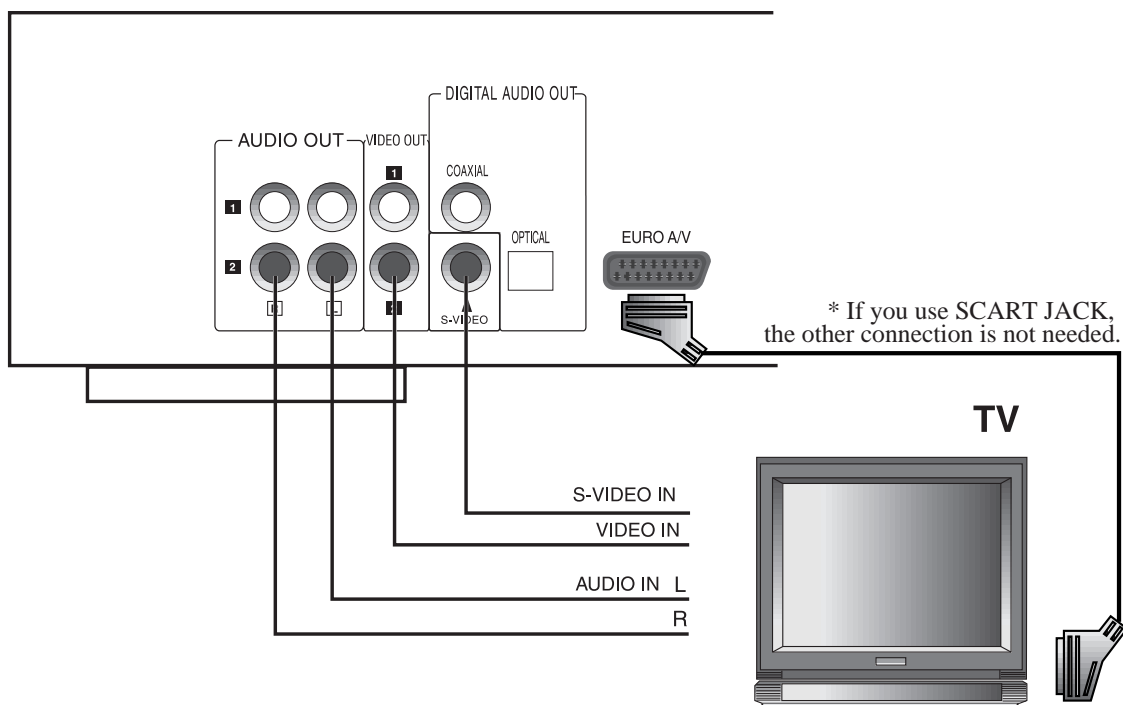 DIGITAL AUDIO OUT
AUDIO OUT
VIDEO OUT
1
COAXIAL
1
OPTICAL
EURO A/V
2
R
L
2
S-VIDEO
* If you use SCART JACK,
the other connection is not needed.
TV
S-VIDEO IN
VIDEO IN
AUDIO IN L
R